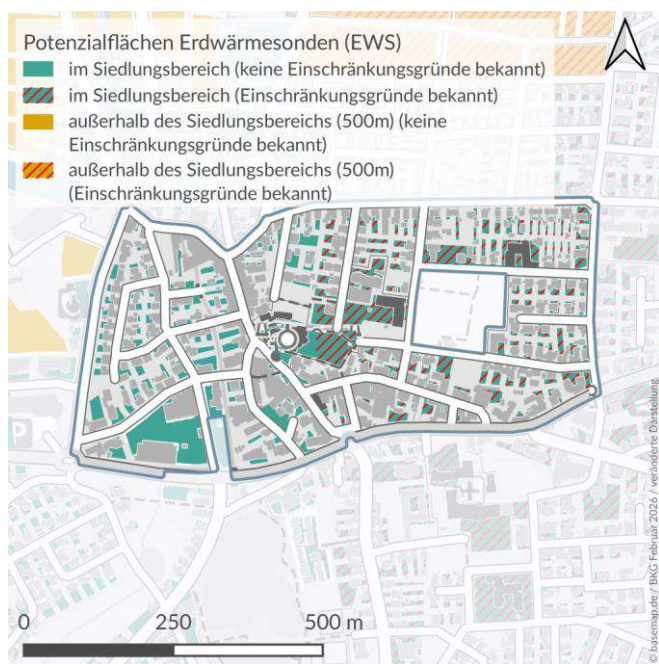 Potenzialflächen Erdwärmesonden (EWS)
im Siedlungsbereich (keine Einschränkungsgründe bekannt)
im Siedlungsbereich (Einschränkungsgründe bekannt)
außerhalb des Siedlungsbereichs (500m) (keine
Einschränkungsgründe bekannt)
außerhalb des Siedlungsbereichs (500m)
(Einschränkungsgründe bekannt)
P
0 250 500 m
© basemap.de / BKG Februar 2026 / veränderte Darstellung